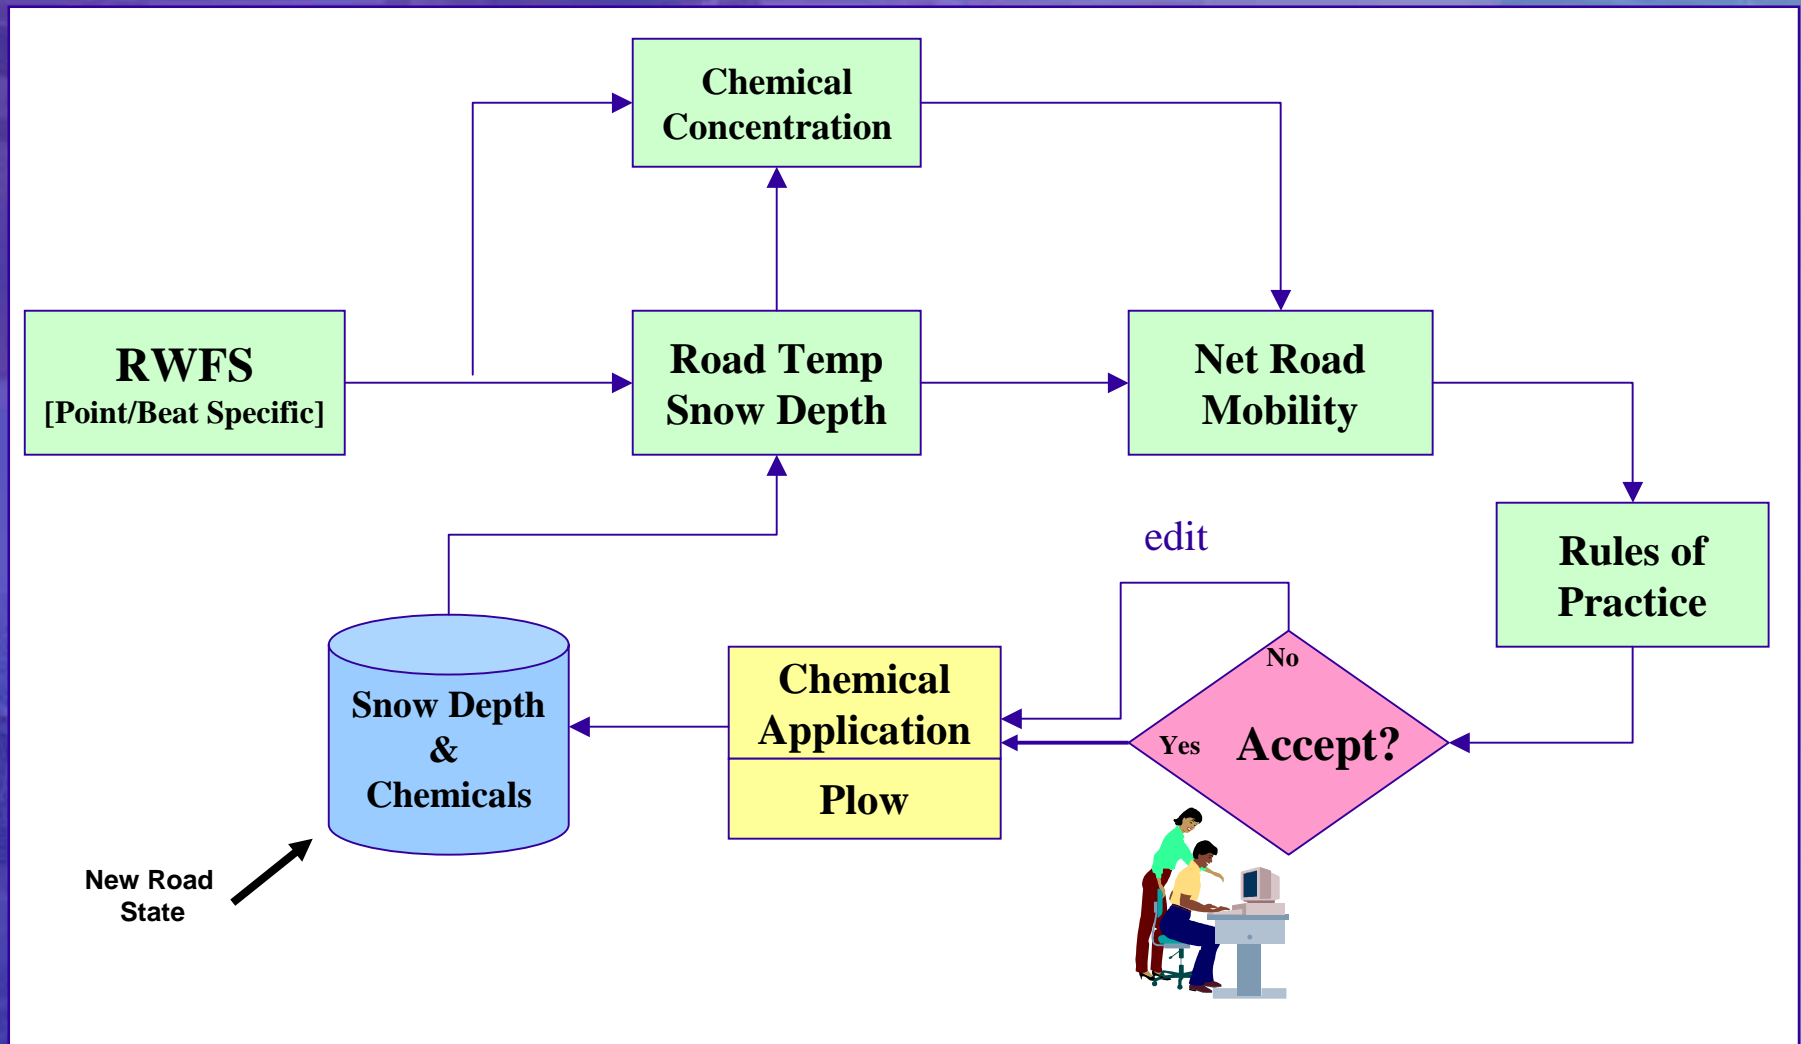 Chemical
Concentration
RWFS
[Point/Beat Specific]
Road Temp
Snow Depth
Net Road
Mobility
Rules of
Practice
edit
No
Yes
Accept?
Chemical
Application
Plow
Snow Depth
&
Chemicals
New Road
State